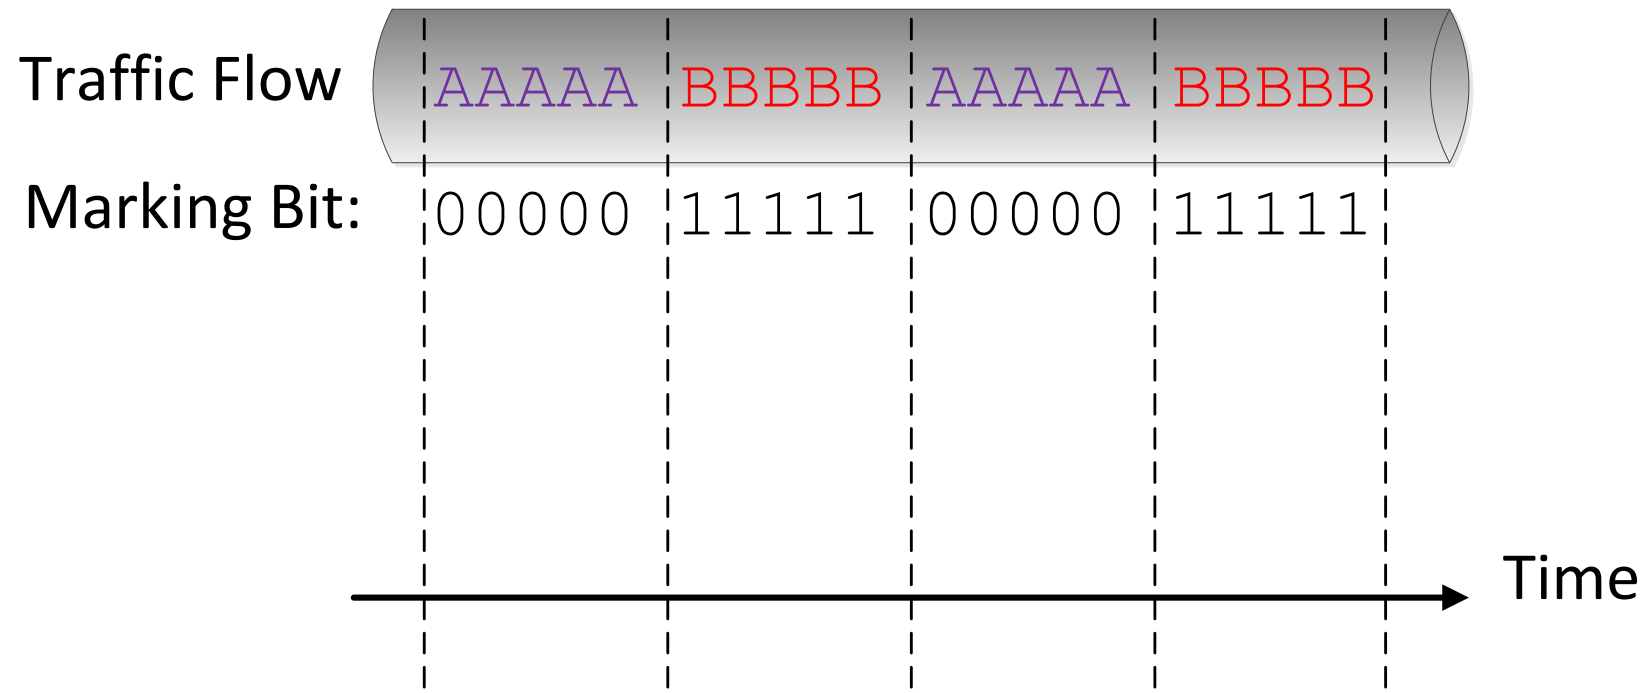 Traffic Flow AAAAA BBBBB AAAAA BBBBB
Marking Bit: 00000 11111 00000 11111
Time